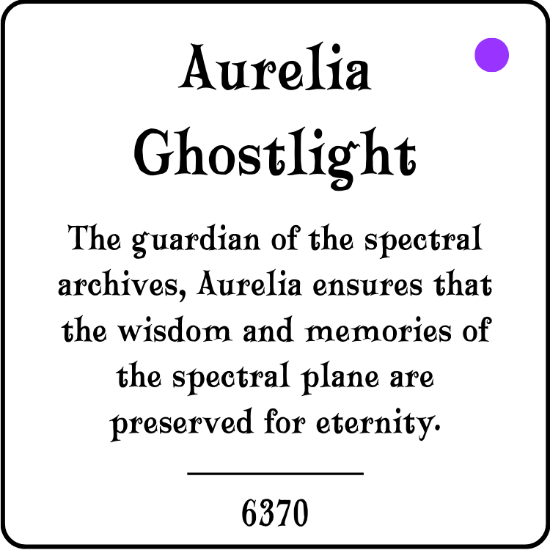 Aurelia
Ghostlight
The guardian of the spectral
archives, Aurelia ensures that
the wisdom and memories of
the spectral plane are
preserved for eternity.
6370